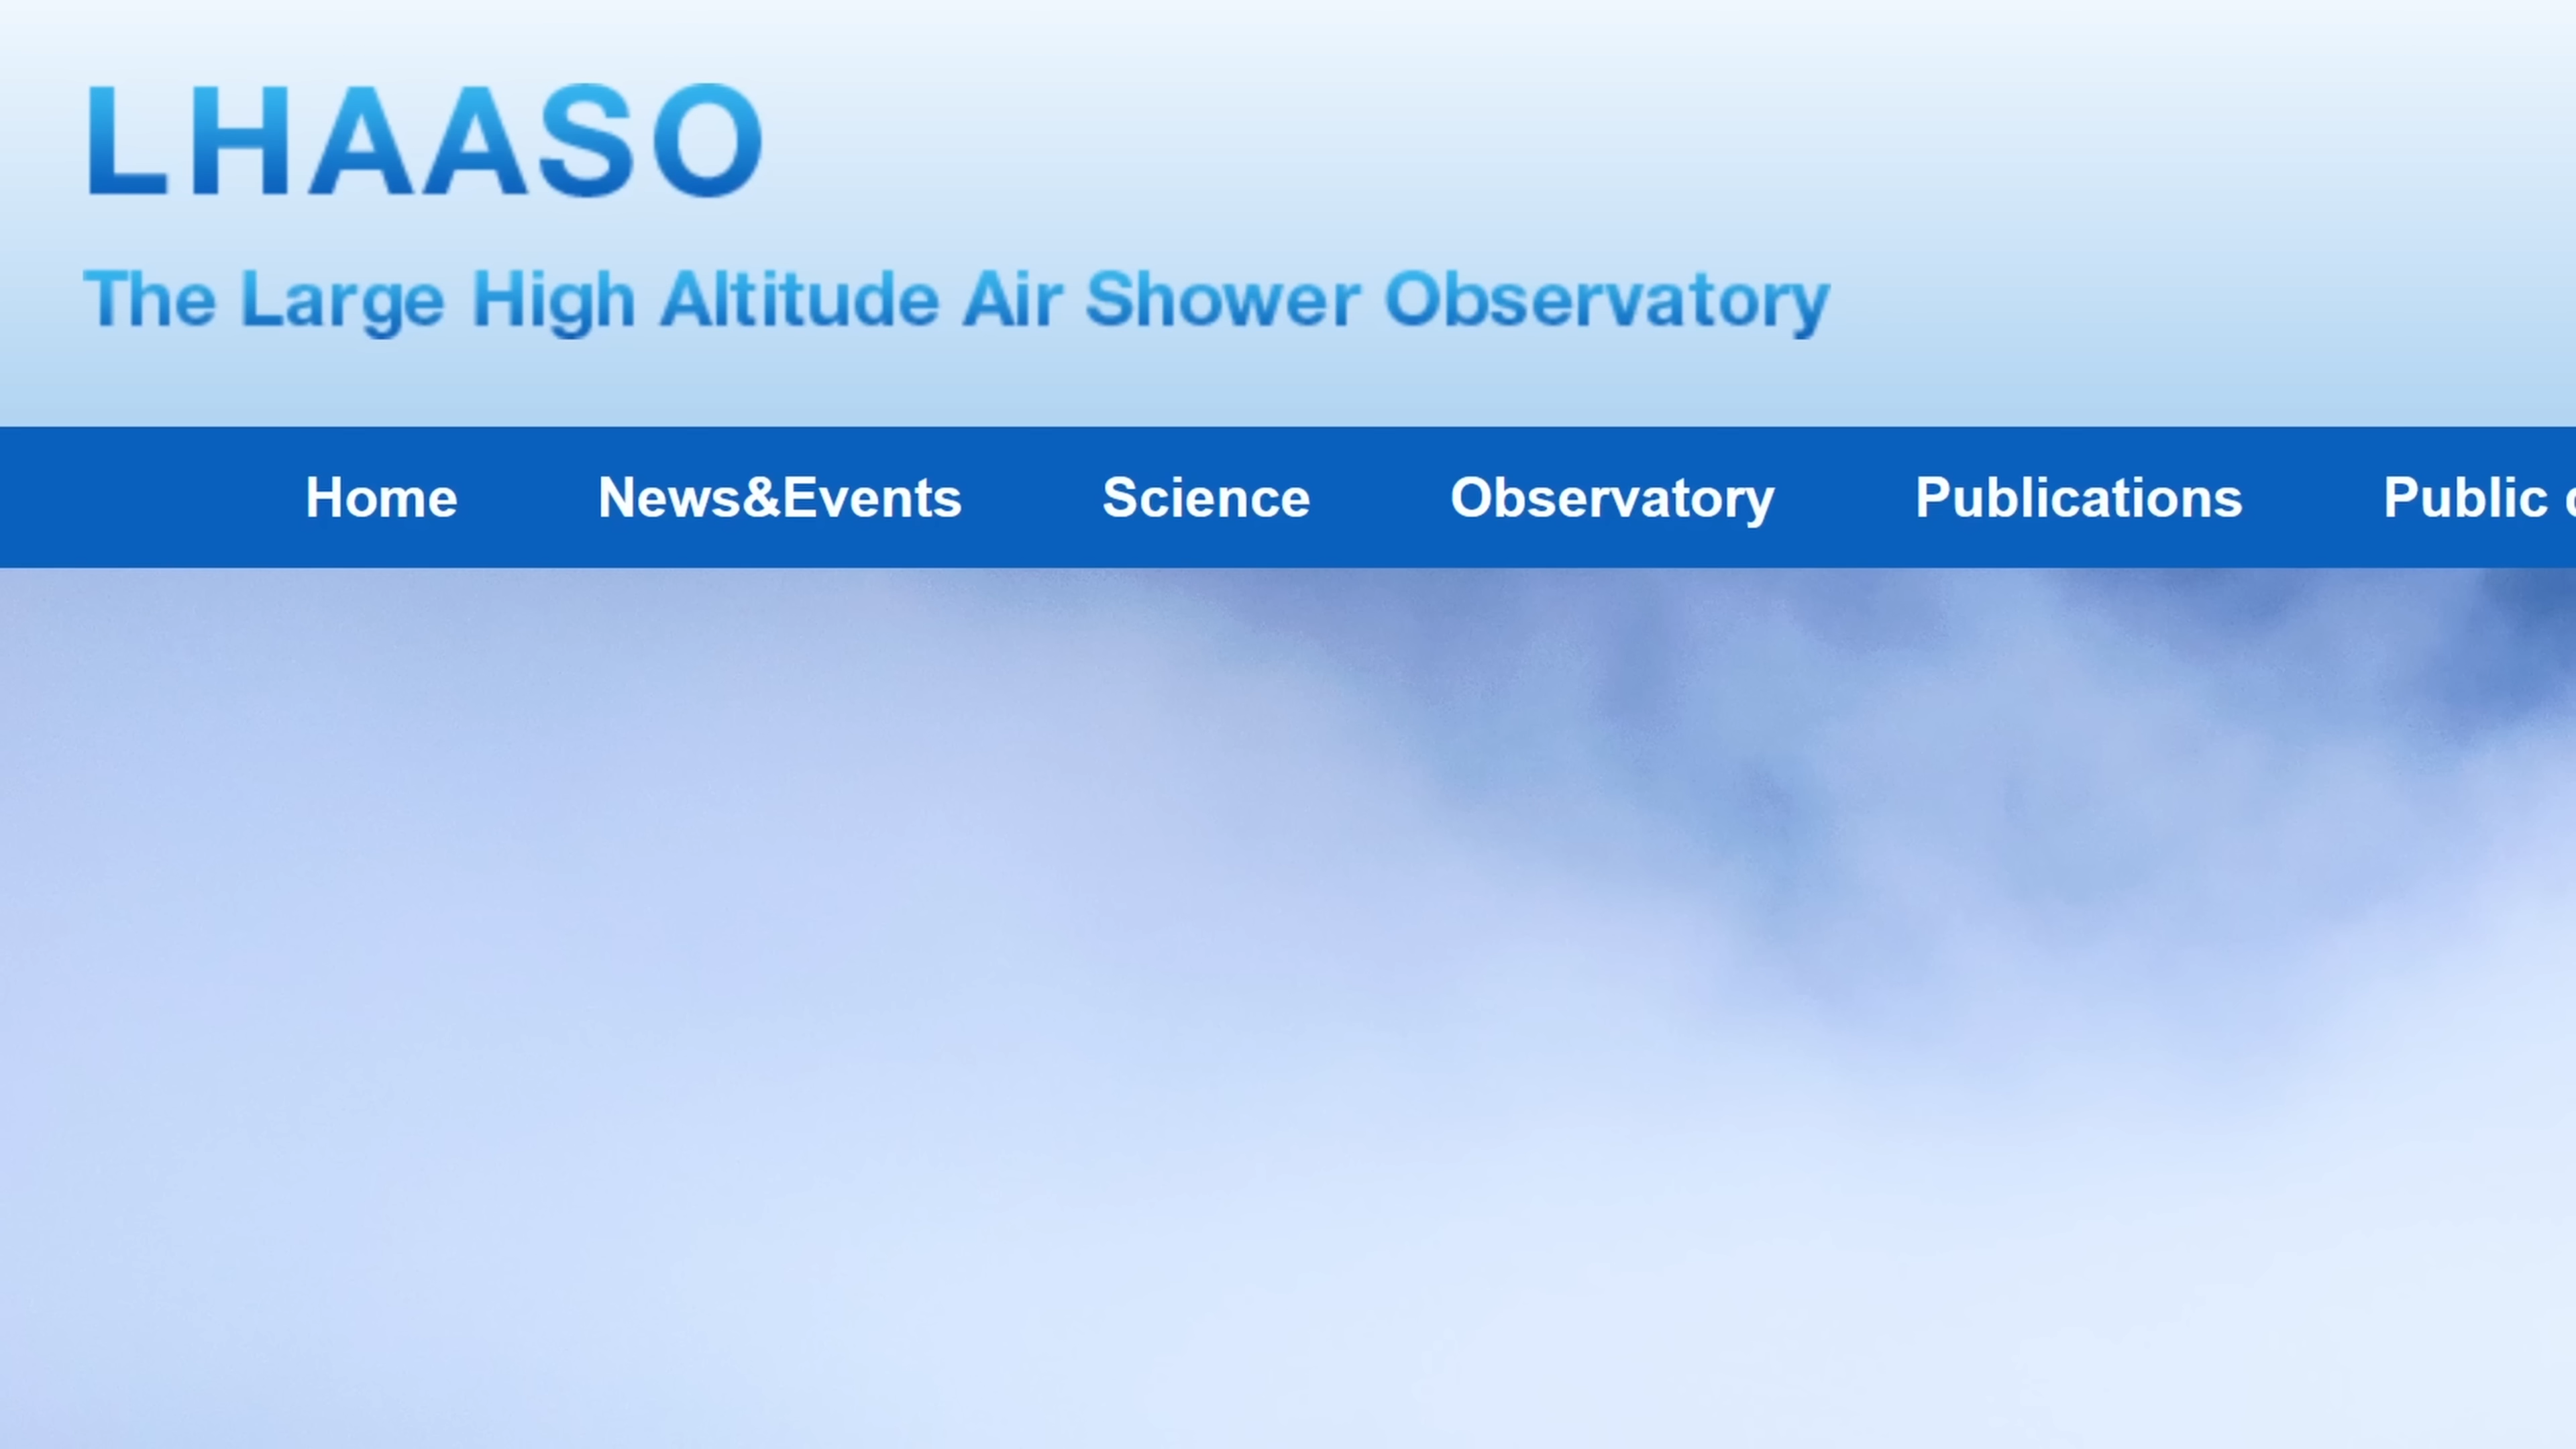 LHAASO
The Large High Altitude Air Shower Observatory
Home News&Events Science Observatory Publications Public